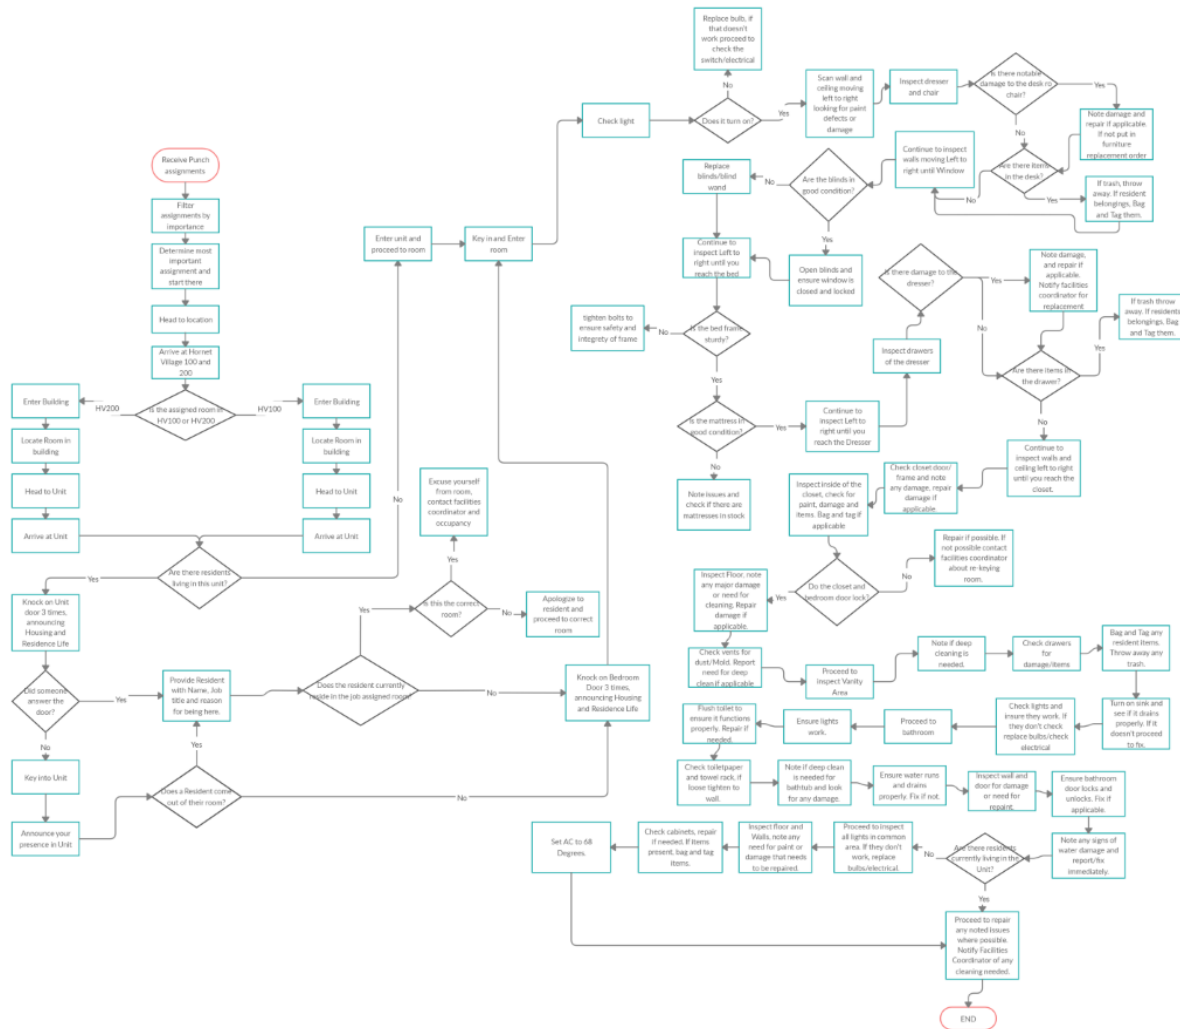 Receive Punch
assignments
Filter
assignments by
importance
Determine most
important
assignment and
start there
Head to location
Arrive at Hornet
Village 100 and
200
Is the assigned room in
HV100 or HV200
HV200
HV100
Enter Building
Locate Room in
building
Head to Unit
Arrive at Unit
Enter Building
Locate Room in
building
Head to Unit
Arrive at Unit
Are there residents
living in this unit?
Yes
No
Knock on Unit
door 3 times,
announcing
Housing and
Residence Life
Did someone
answer the
door?
Yes
No
Key into Unit
Announce your
presence in Unit
Does a Resident come
out of their room?
Yes
No
Provide Resident
with Name, Job
title and reason
for being here.
Does the resident currently
reside in the job assigned room?
Yes
No
Is this the correct
room?
Yes
No
Excuse yourself
from room,
contact facilities
coordinator and
occupancy
Apologize to
resident and
proceed to correct
room
Knock on Bedroom
Door 3 times,
announcing Housing
and Residence Life
Enter unit and
proceed to room
Key in and Enter
room
Check light
Does it turn on?
No
Yes
Replace bulls, if
that doesn't
work proceed to
check the
switch/electrical
Scan wall and
ceiling moving
left to right
looking for paint
defects or
damage
Inspect dresser
and chair
Is there notable
damage to the desk ro
chair?
Yes
No
Note damage and
repair if applicable.
If not put in
furniture
replacement order
Are there items
in the desk?
Yes
No
If trash, throw
away. If resident
belongings, Bag
and Tag them.
Continue to inspect
walls moving Left to
right until Window
Are the blinds in
good condition?
No
Yes
Replace
blinds/blind
wand
Open blinds and
ensure window is
closed and locked
Continue to
inspect Left to
right until you
reach the bed
Is the bed frame
sturdy?
No
Yes
tighten bolts to
ensure safety and
integrety of frame
Is the mattress in
good condition?
Yes
No
Note issues and
check if there are
mattresses in stock
Continue to
inspect Left to
right until you
reach the Dresser
Inspect drawers
of the dresser
Is there damage to the
dresser?
Yes
No
Note damage,
and repair if
applicable.
Notify facilities
coordinator for
replacement
Are there items in
the drawer?
Yes
No
If trash throw
away. If residents
belongings, Bag
and Tag them.
Continue to
inspect walls and
ceiling left to right
until you reach the
closet.
Check closet door/
frame and note
any damage, repair
damage if
applicable.
Inspect inside of
the closet, check for
paint, damage and
items. Bag and tag if
applicable
Do the closet and
bedroom door lock?
No
Yes
Repair if possible. If
not possible contact
facilities coordinator
about re-keying
room.
Inspect Floor, note
any major damage
or need for
cleaning. Repair
damage if
applicable.
Check vents for
dust/Mold. Report
need for deep
clean if applicable
Proceed to
inspect Vanity
Area
Note if deep
cleaning is
needed.
Check drawers
for
damage/items
Bag and Tag any
resident items.
Throw away any
trash.
Turn on sink and
see if it drains
properly. If it
doesn't proceed to
fix.
Check lights and
insure they work. If
they don't check
replace bulbs/check
electrical
Proceed to
bathroom
Ensure lights
work.
Flush toilet to
ensure it functions
properly. Repair if
needed.
Check toiletpaper
and towel rack, if
loose tighten to
wall.
Note if deep clean
is needed for
bathtub and look
for any damage.
Ensure water runs
and drains
properly. Fix if not.
Inspect wall and
door for damage
or need for
repaint.
Ensure bathroom
door locks and
unlocks. Fix if
applicable.
Note any signs of
water damage and
report/fix
immediately.
Are there residents
currently living in the
Unit?
No
Yes
Proceed to Inspect
all lights in common
area. If they don't
work, replace
bulbs/electrical.
Inspect floor and
Walls, note any
need for paint or
damage that needs
to be repaired.
Check cabinets, repair
if needed. If items
present, bag and tag
items.
Set AC to 68
Degrees.
Proceed to repair
any noted issues
where possible.
Notify Facilities
Coordinator of any
cleaning needed.
END